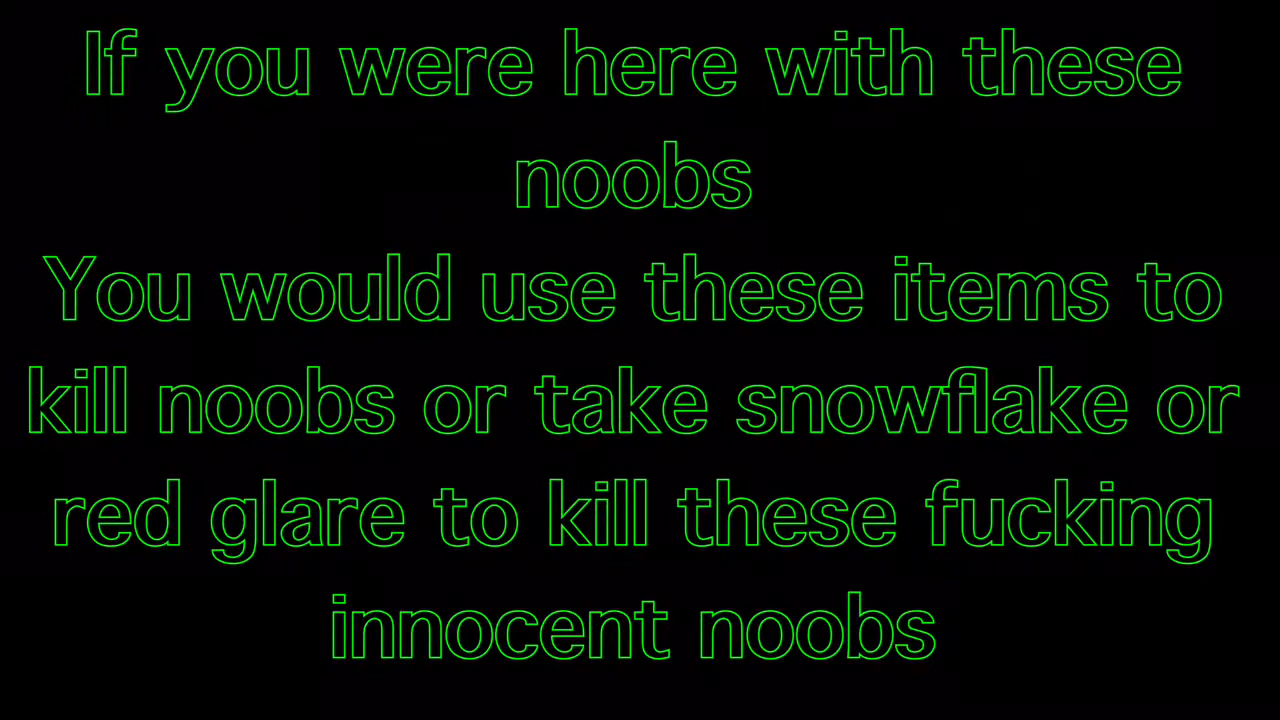 If you were here with these
noobs
You would use these items to
kill noobs or take snowflake or
red glare to kill these fucking
innocent noobs